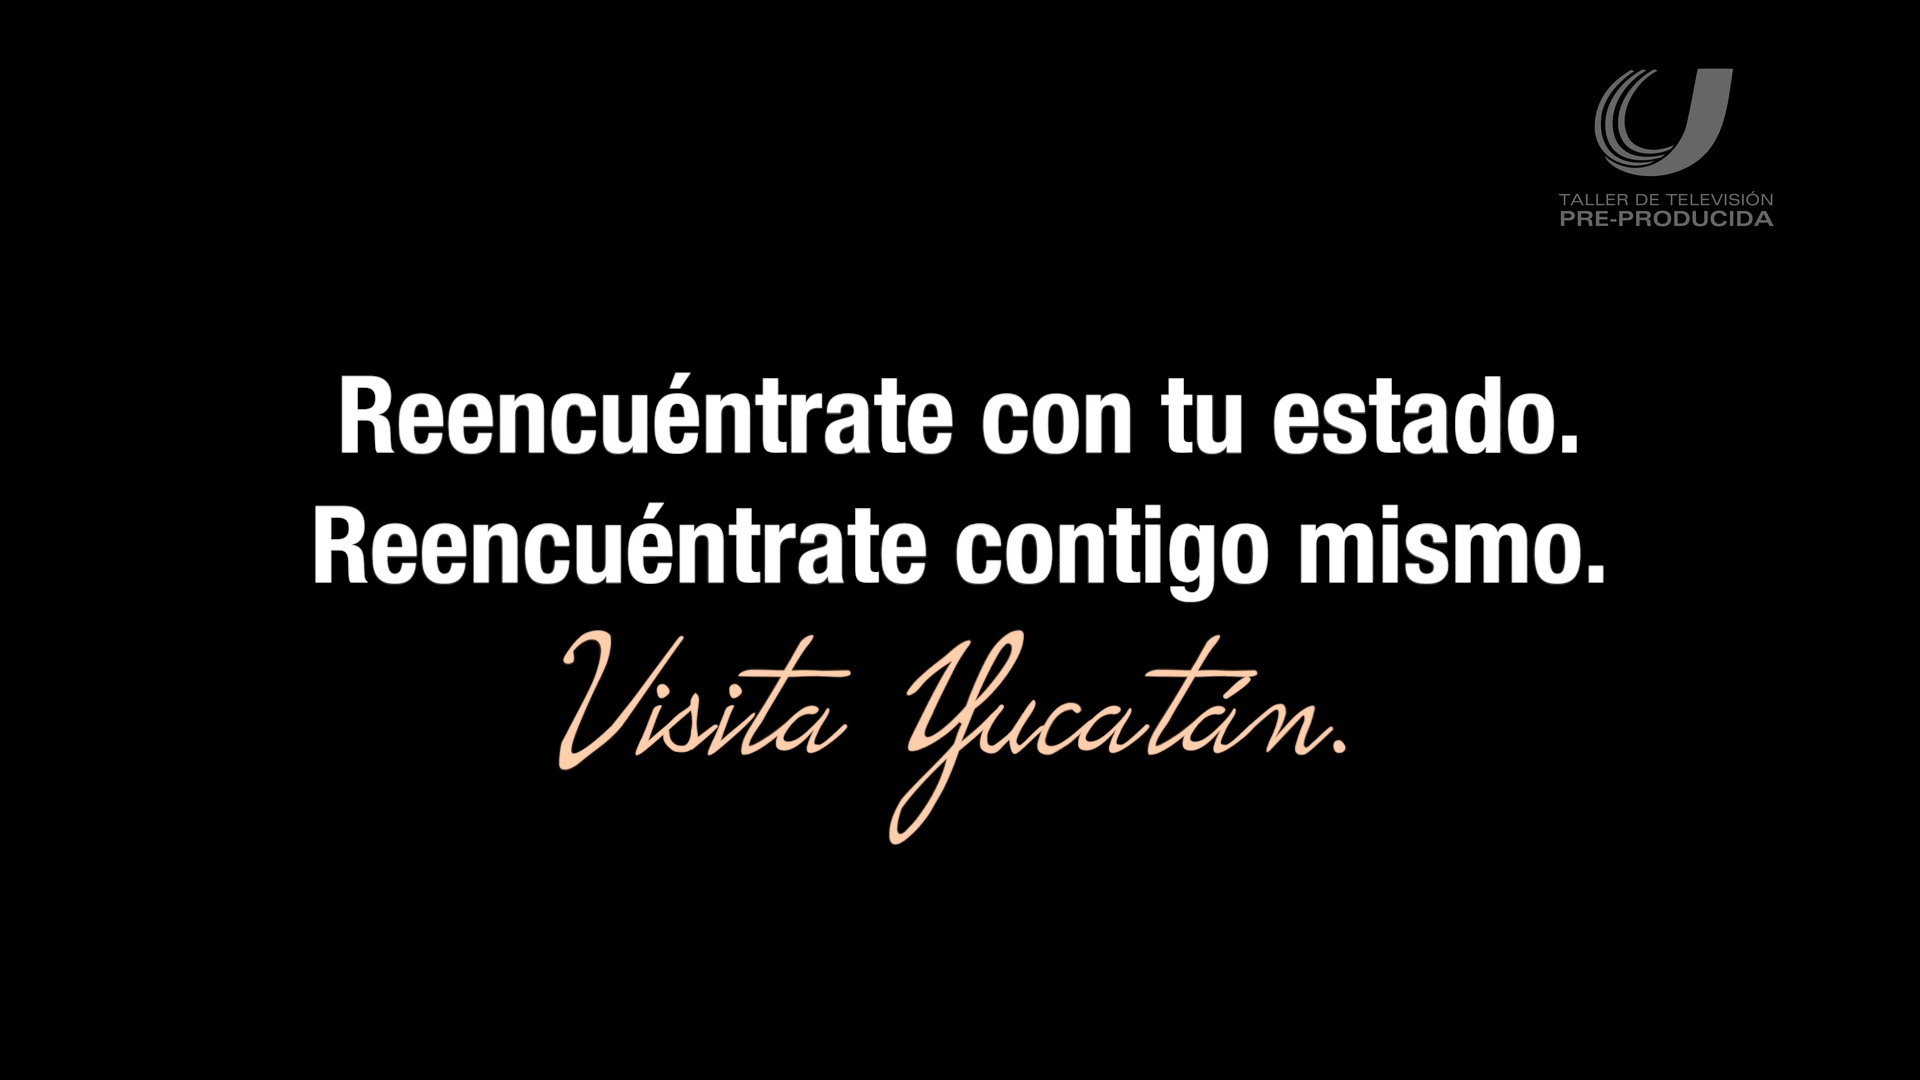 TALLER DE TELEVISIÓN
PRE-PRODUCIDA
Reencuéntrate con tu estado.
Reencuéntrate contigo mismo.
Visita Yucatán.